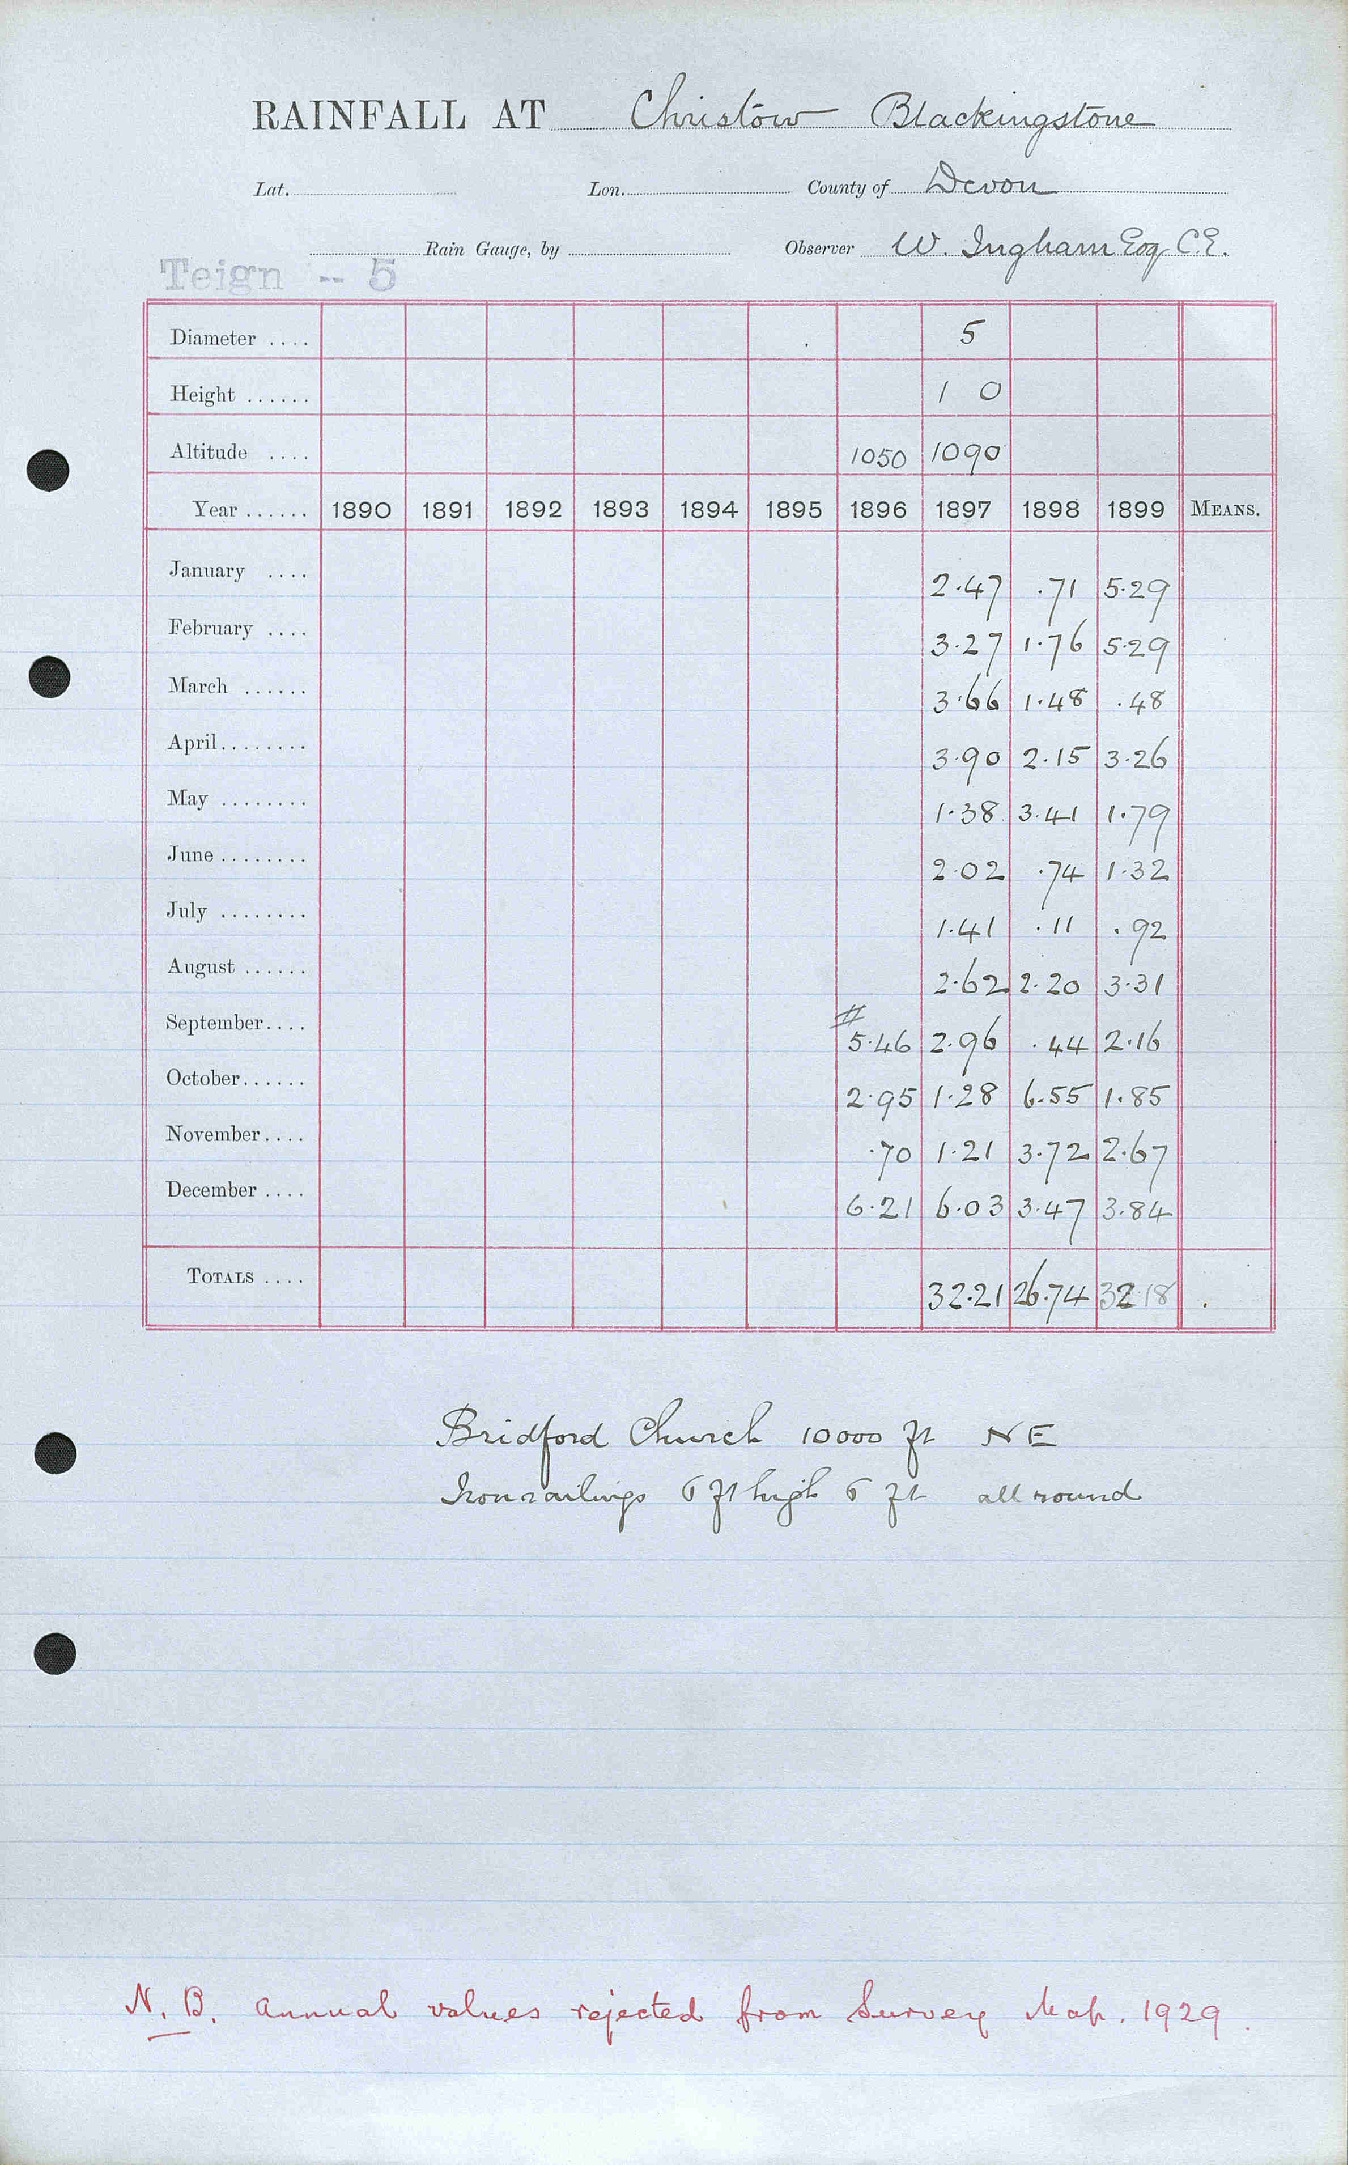 RAINFALL AT Christow Blackingstone
Lat. Lon. County of Devon
Rain Gauge, by Observer W. Ingham Esq C.E.
Teign -- 5
Diameter .... 5
Height ...... 1 0
Altitude .... 1050 1090
Year ...... 1890 1891 1892 1893 1894 1895 1896 1897 1898 1899 MEANS.
January .... 2.47 .71 5.29
February .... 3.27 1.76 5.29
March ...... 3.66 1.48 .48
April........ 3.90 2.15 3.26
May ........ 1.38 3.41 1.79
June ........ 2.02 .74 1.32
July ........ 1.41 .11 .92
August ...... 2.62 2.20 3.31
September.... # 5.46 2.96 .44 2.16
October...... 2.95 1.28 6.55 1.85
November.... .70 1.21 3.72 2.67
December .... 6.21 6.03 3.47 3.84
TOTALS .... 32.21 26.74 32.18
Bridford Church 10000 ft NE
Iron railings 6 ft high 6 ft all round
N.B. Annual values rejected from Survey Map. 1929.